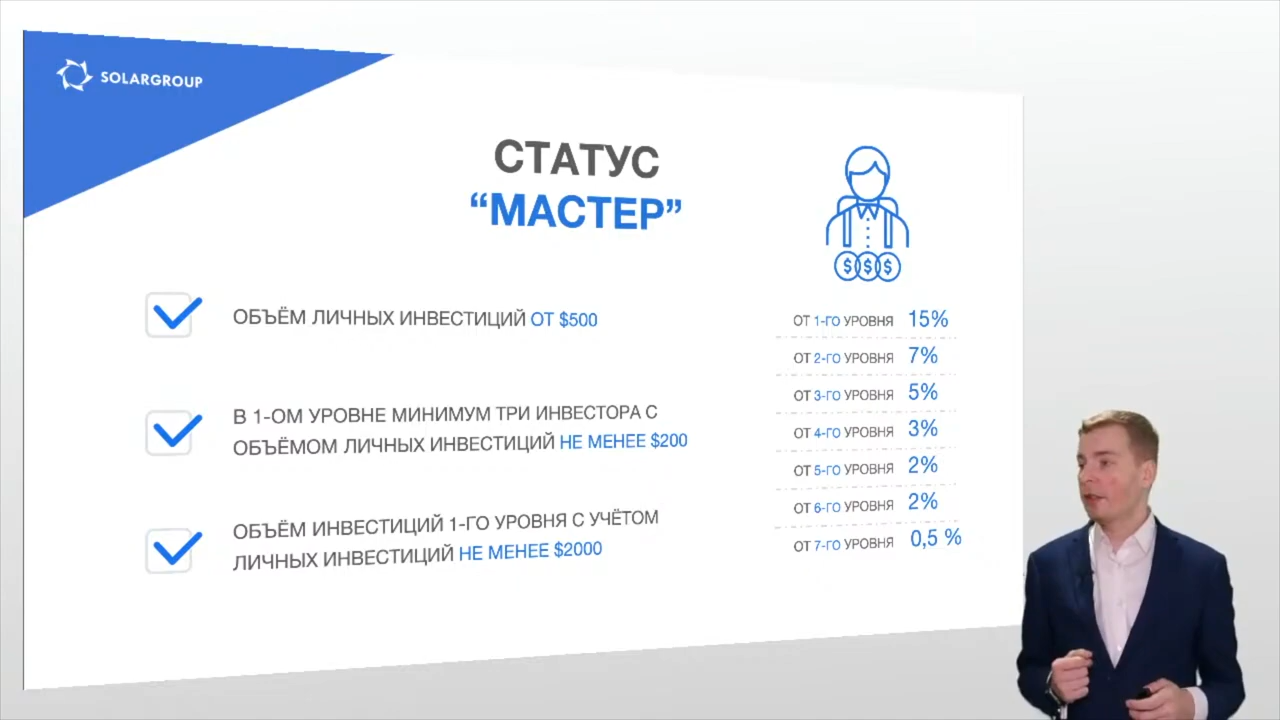 SOLARGROUP
СТАТУС
“МАСТЕР”
ОБЪЁМ ЛИЧНЫХ ИНВЕСТИЦИЙ ОТ $500
В 1-ОМ УРОВНЕ МИНИМУМ ТРИ ИНВЕСТОРА С
ОБЪЁМОМ ЛИЧНЫХ ИНВЕСТИЦИЙ НЕ МЕНЕЕ $200
ОБЪЁМ ИНВЕСТИЦИЙ 1-ГО УРОВНЯ С УЧЁТОМ
ЛИЧНЫХ ИНВЕСТИЦИЙ НЕ МЕНЕЕ $2000
$ $ $
ОТ 1-ГО УРОВНЯ 15%
ОТ 2-ГО УРОВНЯ 7%
ОТ 3-ГО УРОВНЯ 5%
ОТ 4-ГО УРОВНЯ 3%
ОТ 5-ГО УРОВНЯ 2%
ОТ 6-ГО УРОВНЯ 2%
ОТ 7-ГО УРОВНЯ 0,5 %